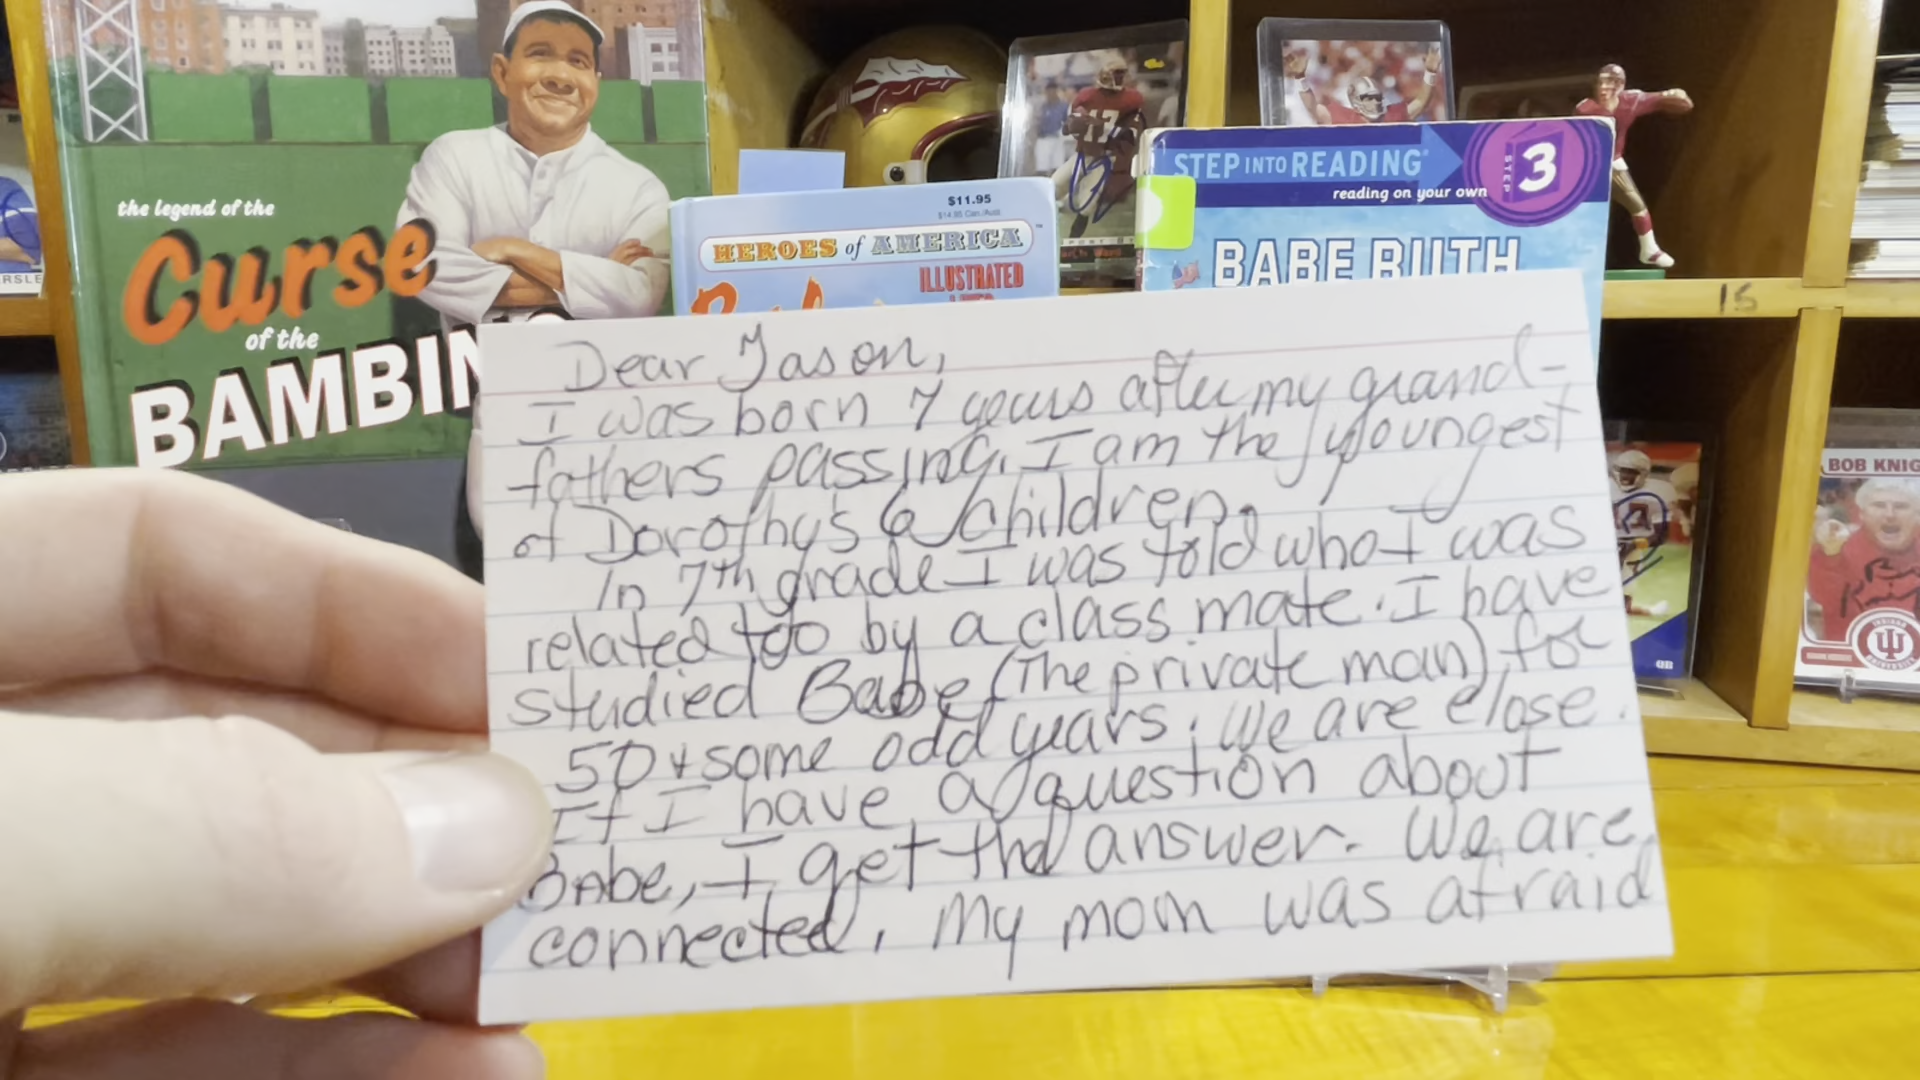 the legend of the
Curse
of the
BAMBIN
$11.95
HEROES of AMERICA
ILLUSTRATED
STEP INTO READING
STEP 3
reading on your own
BABE RUTH
17
15
BOB KNIG
INDIANA
UNIVERSITY
Dear Jason,
I was born 7 years after my grand-
fathers passing. I am the youngest
of Dorothy's 6 children.
In 7th grade I was told who I was
related too by a class mate. I have
studied Babe (The private man) for
50 + some odd years. We are close.
If I have a question about
Babe, I get the answer. We are
connected. My mom was afraid